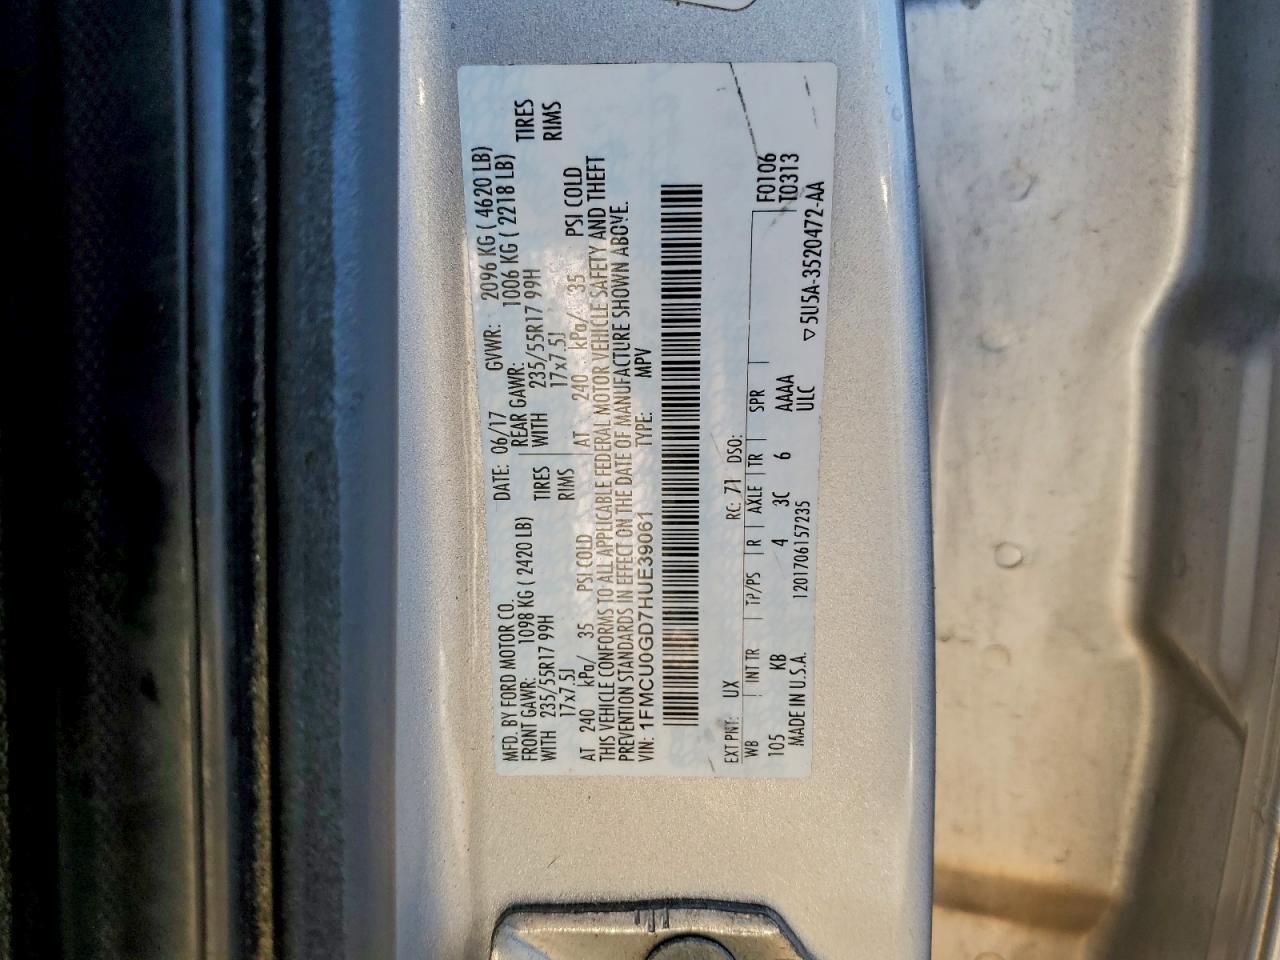 MFD. BY FORD MOTOR CO. DATE: 06/17 GVWR: 2096 KG ( 4620 LB)
FRONT GAWR: 1098 KG ( 2420 LB) REAR GAWR: 1006 KG ( 2218 LB)
WITH 235/55R17 99H TIRES WITH 235/55R17 99H TIRES
17x7.5J RIMS 17x7.5J RIMS
AT 240 kPa/ 35 PSI COLD AT 240 kPa/ 35 PSI COLD
THIS VEHICLE CONFORMS TO ALL APPLICABLE FEDERAL MOTOR VEHICLE SAFETY AND THEFT
PREVENTION STANDARDS IN EFFECT ON THE DATE OF MANUFACTURE SHOWN ABOVE.
VIN: 1FMCU0GD7HUE39061 TYPE: MPV
EXT PNT: UX RC: 71 DSO: F0106
WB INT TR TP/PS R AXLE TR SPR T0313
105 KB 4 3C 6 AAAA
MADE IN U.S.A. 1201706157235 ULC ▽5U5A-3520472-AA